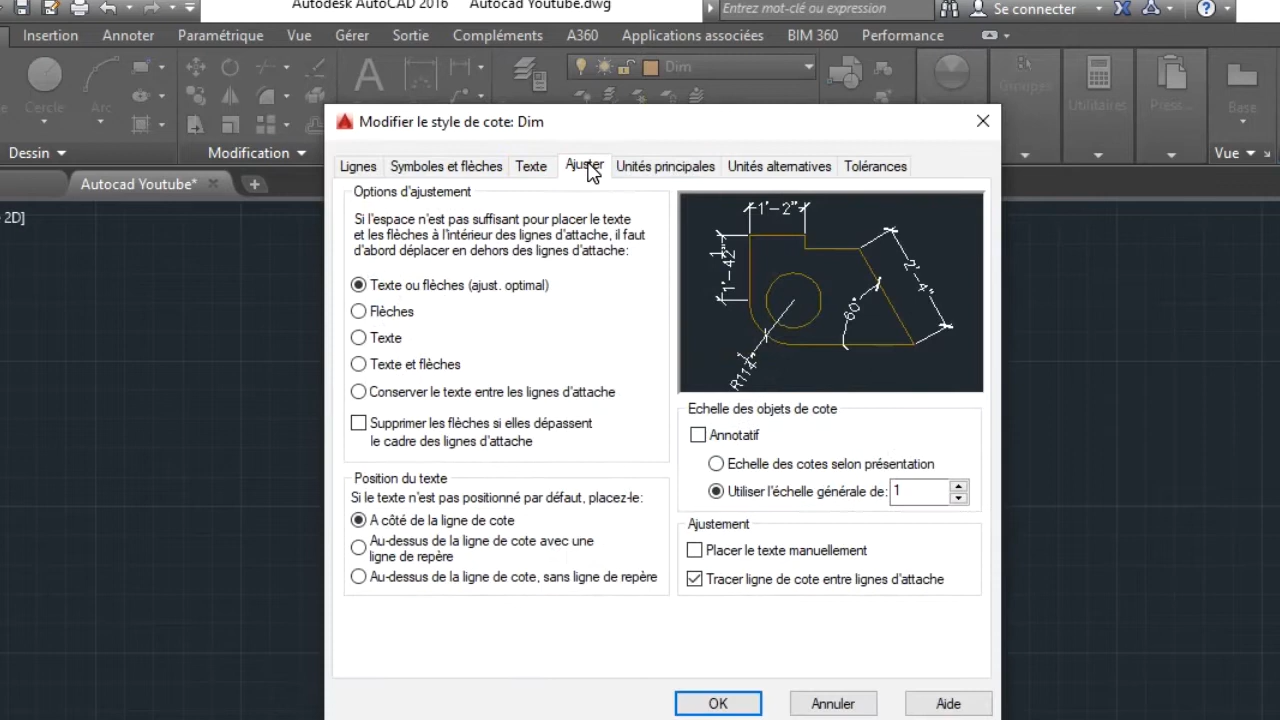 Autodesk AutoCAD 2016 Autocad Youtube.dwg
Entrez mot-clé ou expression
Se connecter
Insertion Annoter Paramétrique Vue Gérer Sortie Compléments A360 Applications associées BIM 360 Performance
Dim
Cercle Arc Groupes Utilitaires Press... Base
Dessin Modification Vue
Autocad Youtube*
2D]
Modifier le style de cote: Dim
Lignes Symboles et flèches Texte Ajuster Unités principales Unités alternatives Tolérances
Options d'ajustement
Si l'espace n'est pas suffisant pour placer le texte
et les flèches à l'intérieur des lignes d'attache, il faut
d'abord déplacer en dehors des lignes d'attache:
Texte ou flèches (ajust. optimal)
Flèches
Texte
Texte et flèches
Conserver le texte entre les lignes d'attache
Supprimer les flèches si elles dépassent
le cadre des lignes d'attache
Position du texte
Si le texte n'est pas positionné par défaut, placez-le:
A côté de la ligne de cote
Au-dessus de la ligne de cote avec une
ligne de repère
Au-dessus de la ligne de cote, sans ligne de repère
1'-2"
2'-4"
60°
Echelle des objets de cote
Annotatif
Echelle des cotes selon présentation
Utiliser l'échelle générale de: 1
Ajustement
Placer le texte manuellement
Tracer ligne de cote entre lignes d'attache
OK Annuler Aide